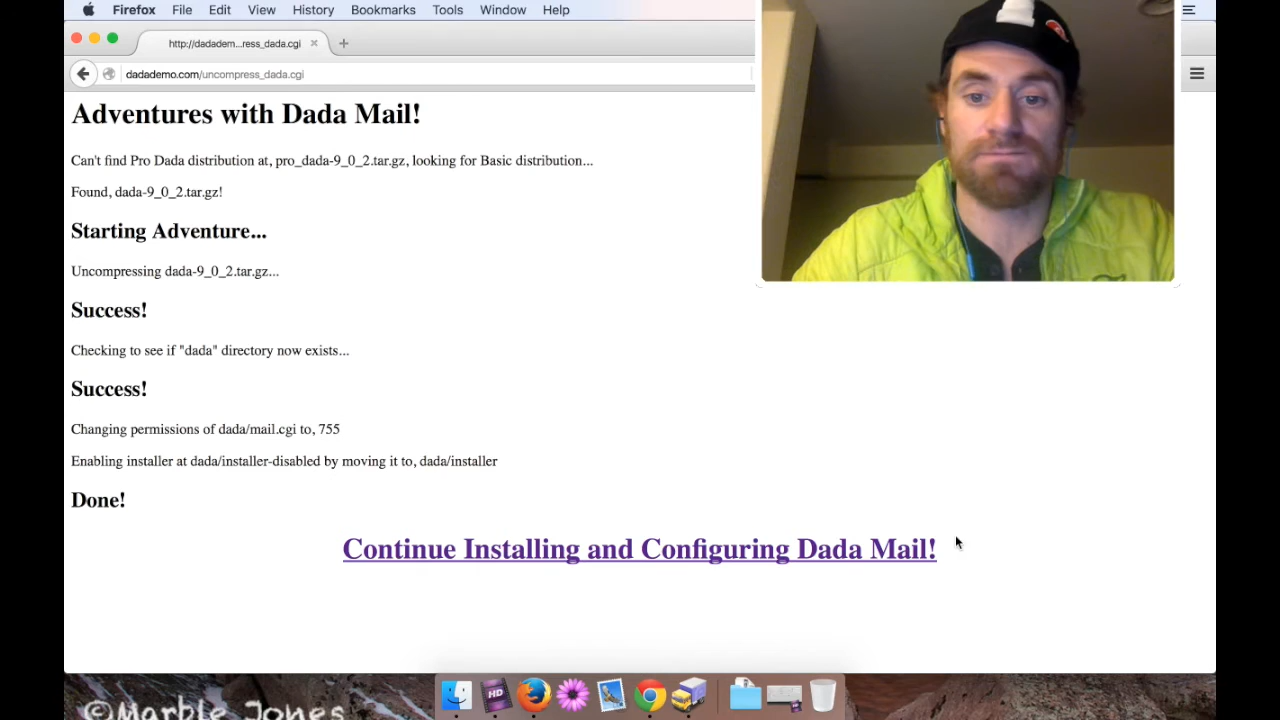 Firefox File Edit View History Bookmarks Tools Window Help
http://dadadem...ress_dada.cgi
dadademo.com/uncompress_dada.cgi
Adventures with Dada Mail!
Can't find Pro Dada distribution at, pro_dada-9_0_2.tar.gz, looking for Basic distribution...
Found, dada-9_0_2.tar.gz!
Starting Adventure...
Uncompressing dada-9_0_2.tar.gz...
Success!
Checking to see if "dada" directory now exists...
Success!
Changing permissions of dada/mail.cgi to, 755
Enabling installer at dada/installer-disabled by moving it to, dada/installer
Done!
Continue Installing and Configuring Dada Mail!
HD
©Marble Jones